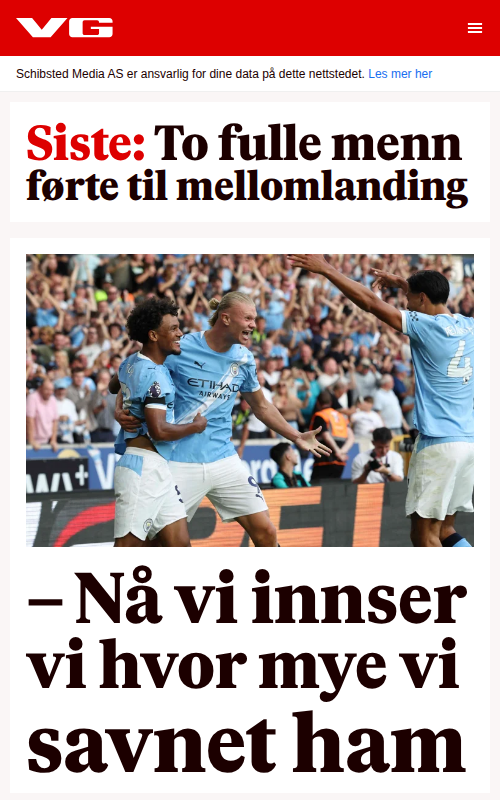 VG
Schibsted Media AS er ansvarlig for dine data på dette nettstedet. Les mer her
Siste: To fulle menn
førte til mellomlanding
ETIHAD
AIRWAYS
4
– Nå vi innser
vi hvor mye vi
savnet ham